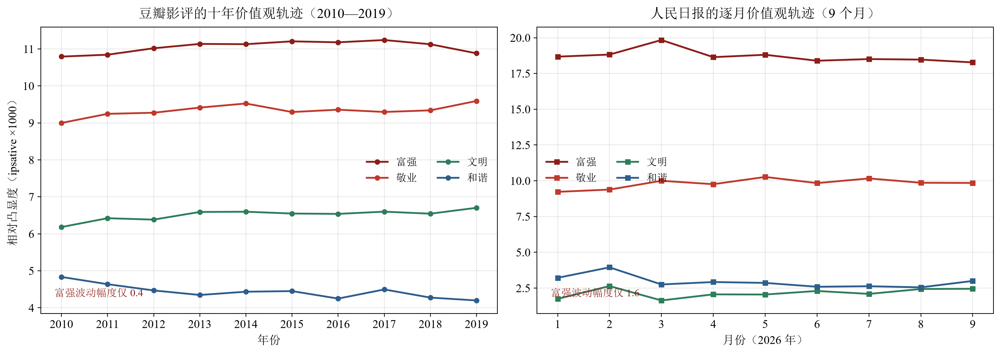 豆瓣影评的十年价值观轨迹（2010—2019）
相对凸显度（ipsative ×1000）
11
10
9
8
7
6
5
4
富强
敬业
文明
和谐
富强波动幅度仅 0.4
2010 2011 2012 2013 2014 2015 2016 2017 2018 2019
年份
人民日报的逐月价值观轨迹（9 个月）
20.0
17.5
15.0
12.5
10.0
7.5
5.0
2.5
富强
敬业
文明
和谐
富强波动幅度仅 1.6
1 2 3 4 5 6 7 8 9
月份（2026 年）